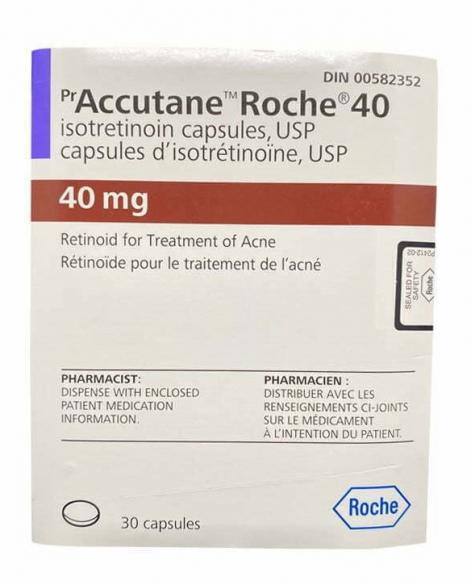 DIN 00582352
PrAccutane™ Roche® 40
isotretinoin capsules, USP
capsules d'isotrétinoïne, USP
40 mg
Retinoid for Treatment of Acne
Rétinoïde pour le traitement de l'acné
P2412-02
SEALED FOR
SAFETY
Roche
PHARMACIST:
DISPENSE WITH ENCLOSED
PATIENT MEDICATION
INFORMATION.
PHARMACIEN :
DISTRIBUER AVEC LES
RENSEIGNEMENTS CI-JOINTS
SUR LE MÉDICAMENT
À L'INTENTION DU PATIENT.
30 capsules
Roche